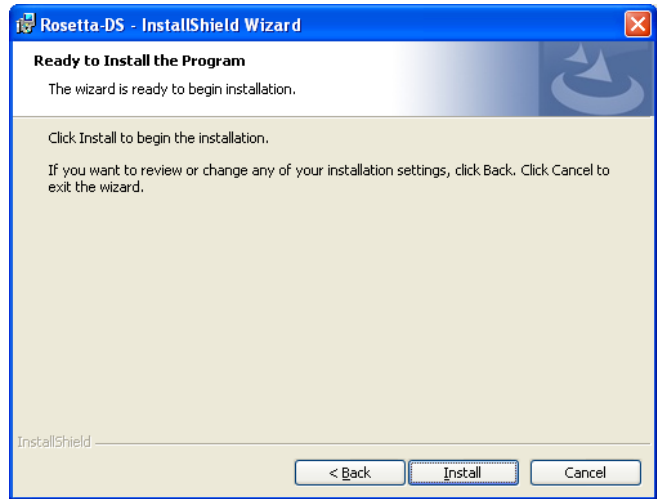 Rosetta-DS - InstallShield Wizard
Ready to Install the Program
The wizard is ready to begin installation.
Click Install to begin the installation.
If you want to review or change any of your installation settings, click Back. Click Cancel to
exit the wizard.
InstallShield
< Back
Install
Cancel